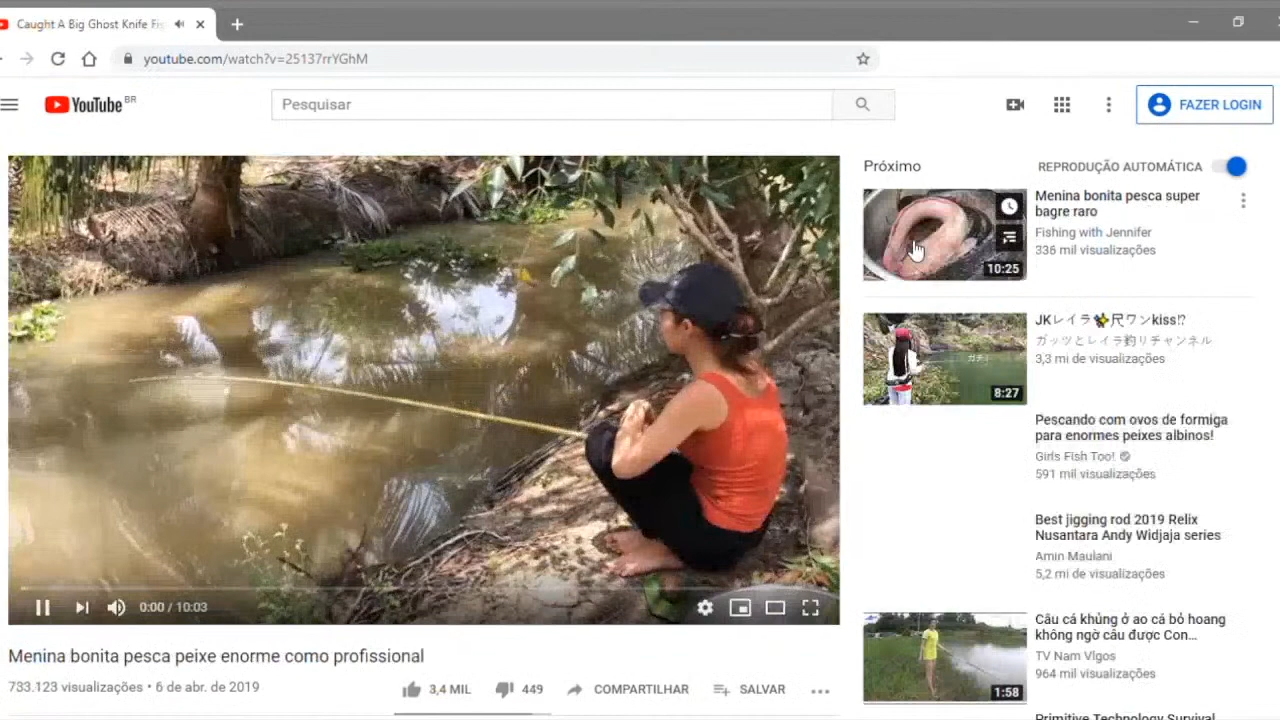 Caught A Big Ghost Knife Fis
youtube.com/watch?v=25137rrYGhM
YouTube BR
Pesquisar
FAZER LOGIN
0:00 / 10:03
Menina bonita pesca peixe enorme como profissional
733.123 visualizações • 6 de abr. de 2019
3,4 MIL
449
COMPARTILHAR
SALVAR
Próximo
REPRODUÇÃO AUTOMÁTICA
10:25
Menina bonita pesca super
bagre raro
Fishing with Jennifer
336 mil visualizações
ガチ
8:27
JKレイラ尺ワンkiss⁉
ガッツとレイラ釣りチャンネル
3,3 mi de visualizações
Pescando com ovos de formiga
para enormes peixes albinos!
Girls Fish Too!
591 mil visualizações
Best jigging rod 2019 Relix
Nusantara Andy Widjaja series
Amin Maulani
5,2 mi de visualizações
1:58
Câu cá khủng ở ao cá bỏ hoang
không ngờ câu được Con...
TV Nam Vlgos
964 mil visualizações
Primitive Technology Survival